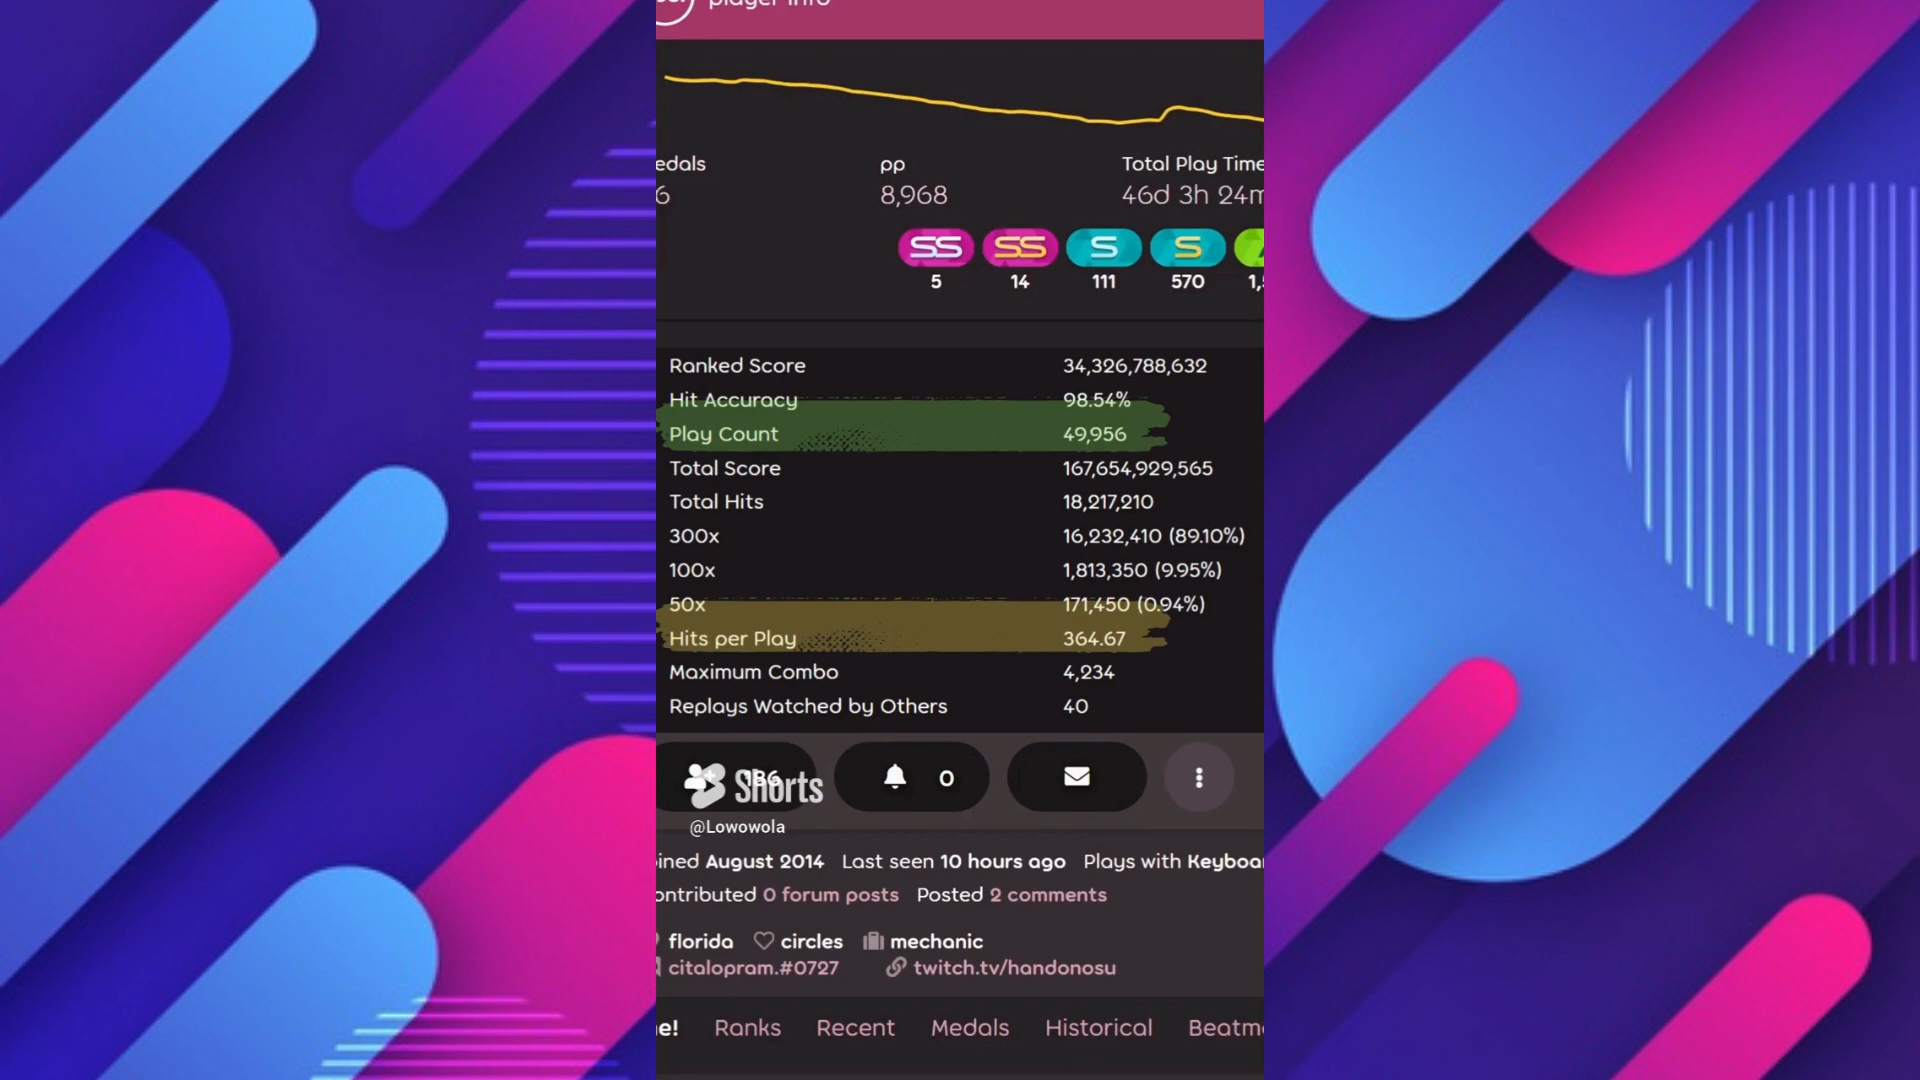 player info
edals pp Total Play Time
6 8,968 46d 3h 24m
SS SS S S
5 14 111 570 1,
Ranked Score 34,326,788,632
Hit Accuracy 98.54%
Play Count 49,956
Total Score 167,654,929,565
Total Hits 18,217,210
300x 16,232,410 (89.10%)
100x 1,813,350 (9.95%)
50x 171,450 (0.94%)
Hits per Play 364.67
Maximum Combo 4,234
Replays Watched by Others 40
186 0
Shorts
@Lowowola
ined August 2014 Last seen 10 hours ago Plays with Keyboar
ontributed 0 forum posts Posted 2 comments
florida circles mechanic
citalopram.#0727 twitch.tv/handonosu
e! Ranks Recent Medals Historical Beatm